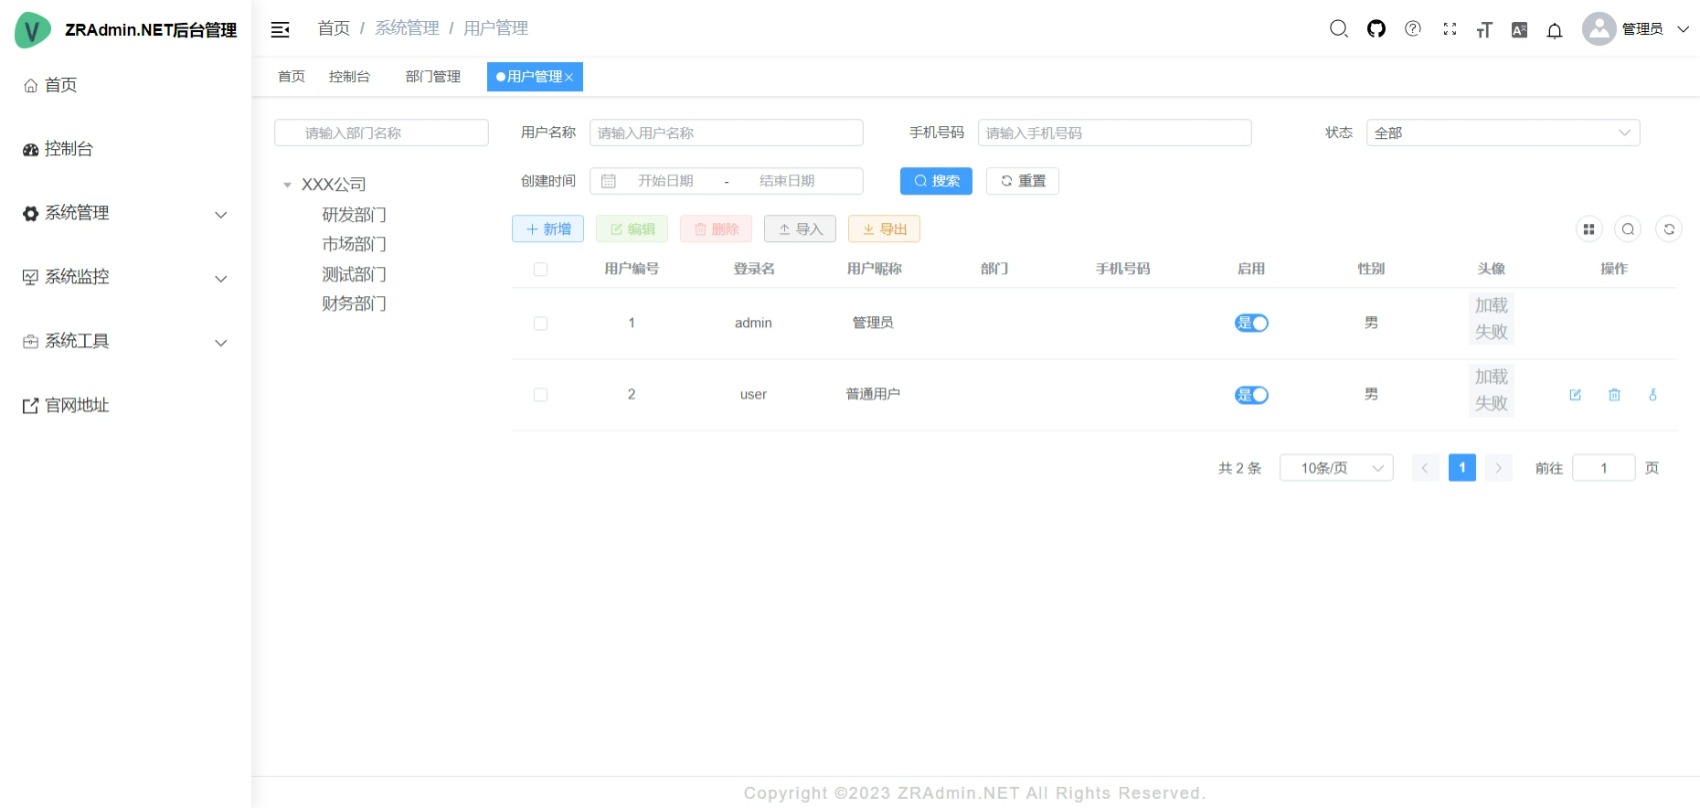 ZRAdmin.NET后台管理
首页 / 系统管理 / 用户管理
管理员
首页
控制台
系统管理
系统监控
系统工具
官网地址
首页 控制台 部门管理 用户管理
请输入部门名称
XXX公司
研发部门
市场部门
测试部门
财务部门
用户名称 请输入用户名称 手机号码 请输入手机号码 状态 全部
创建时间 开始日期 - 结束日期 搜索 重置
新增 编辑 删除 导入 导出
用户编号 登录名 用户昵称 部门 手机号码 启用 性别 头像 操作
1 admin 管理员 是 男 加载
失败
2 user 普通用户 是 男 加载
失败
共 2 条 10条/页 1 前往 1 页
Copyright ©2023 ZRAdmin.NET All Rights Reserved.